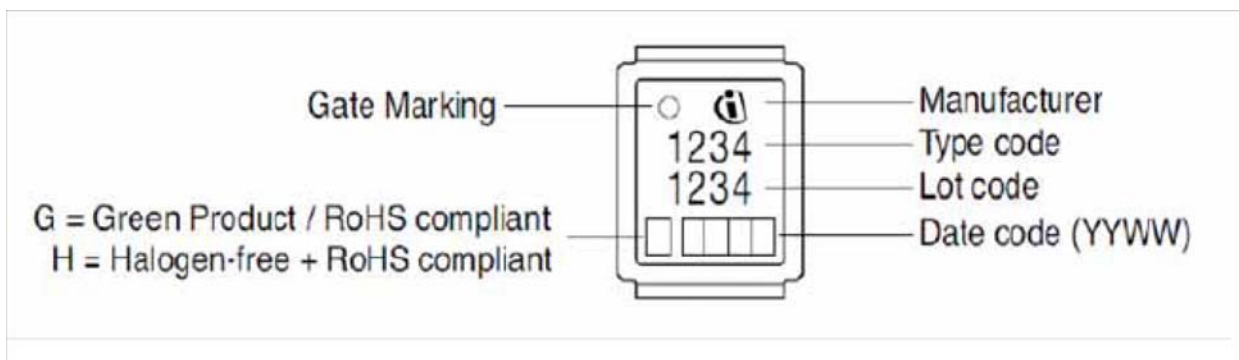 Gate Marking
Manufacturer
1234
Type code
1234
Lot code
G = Green Product / RoHS compliant
H = Halogen-free + RoHS compliant
Date code (YYWW)